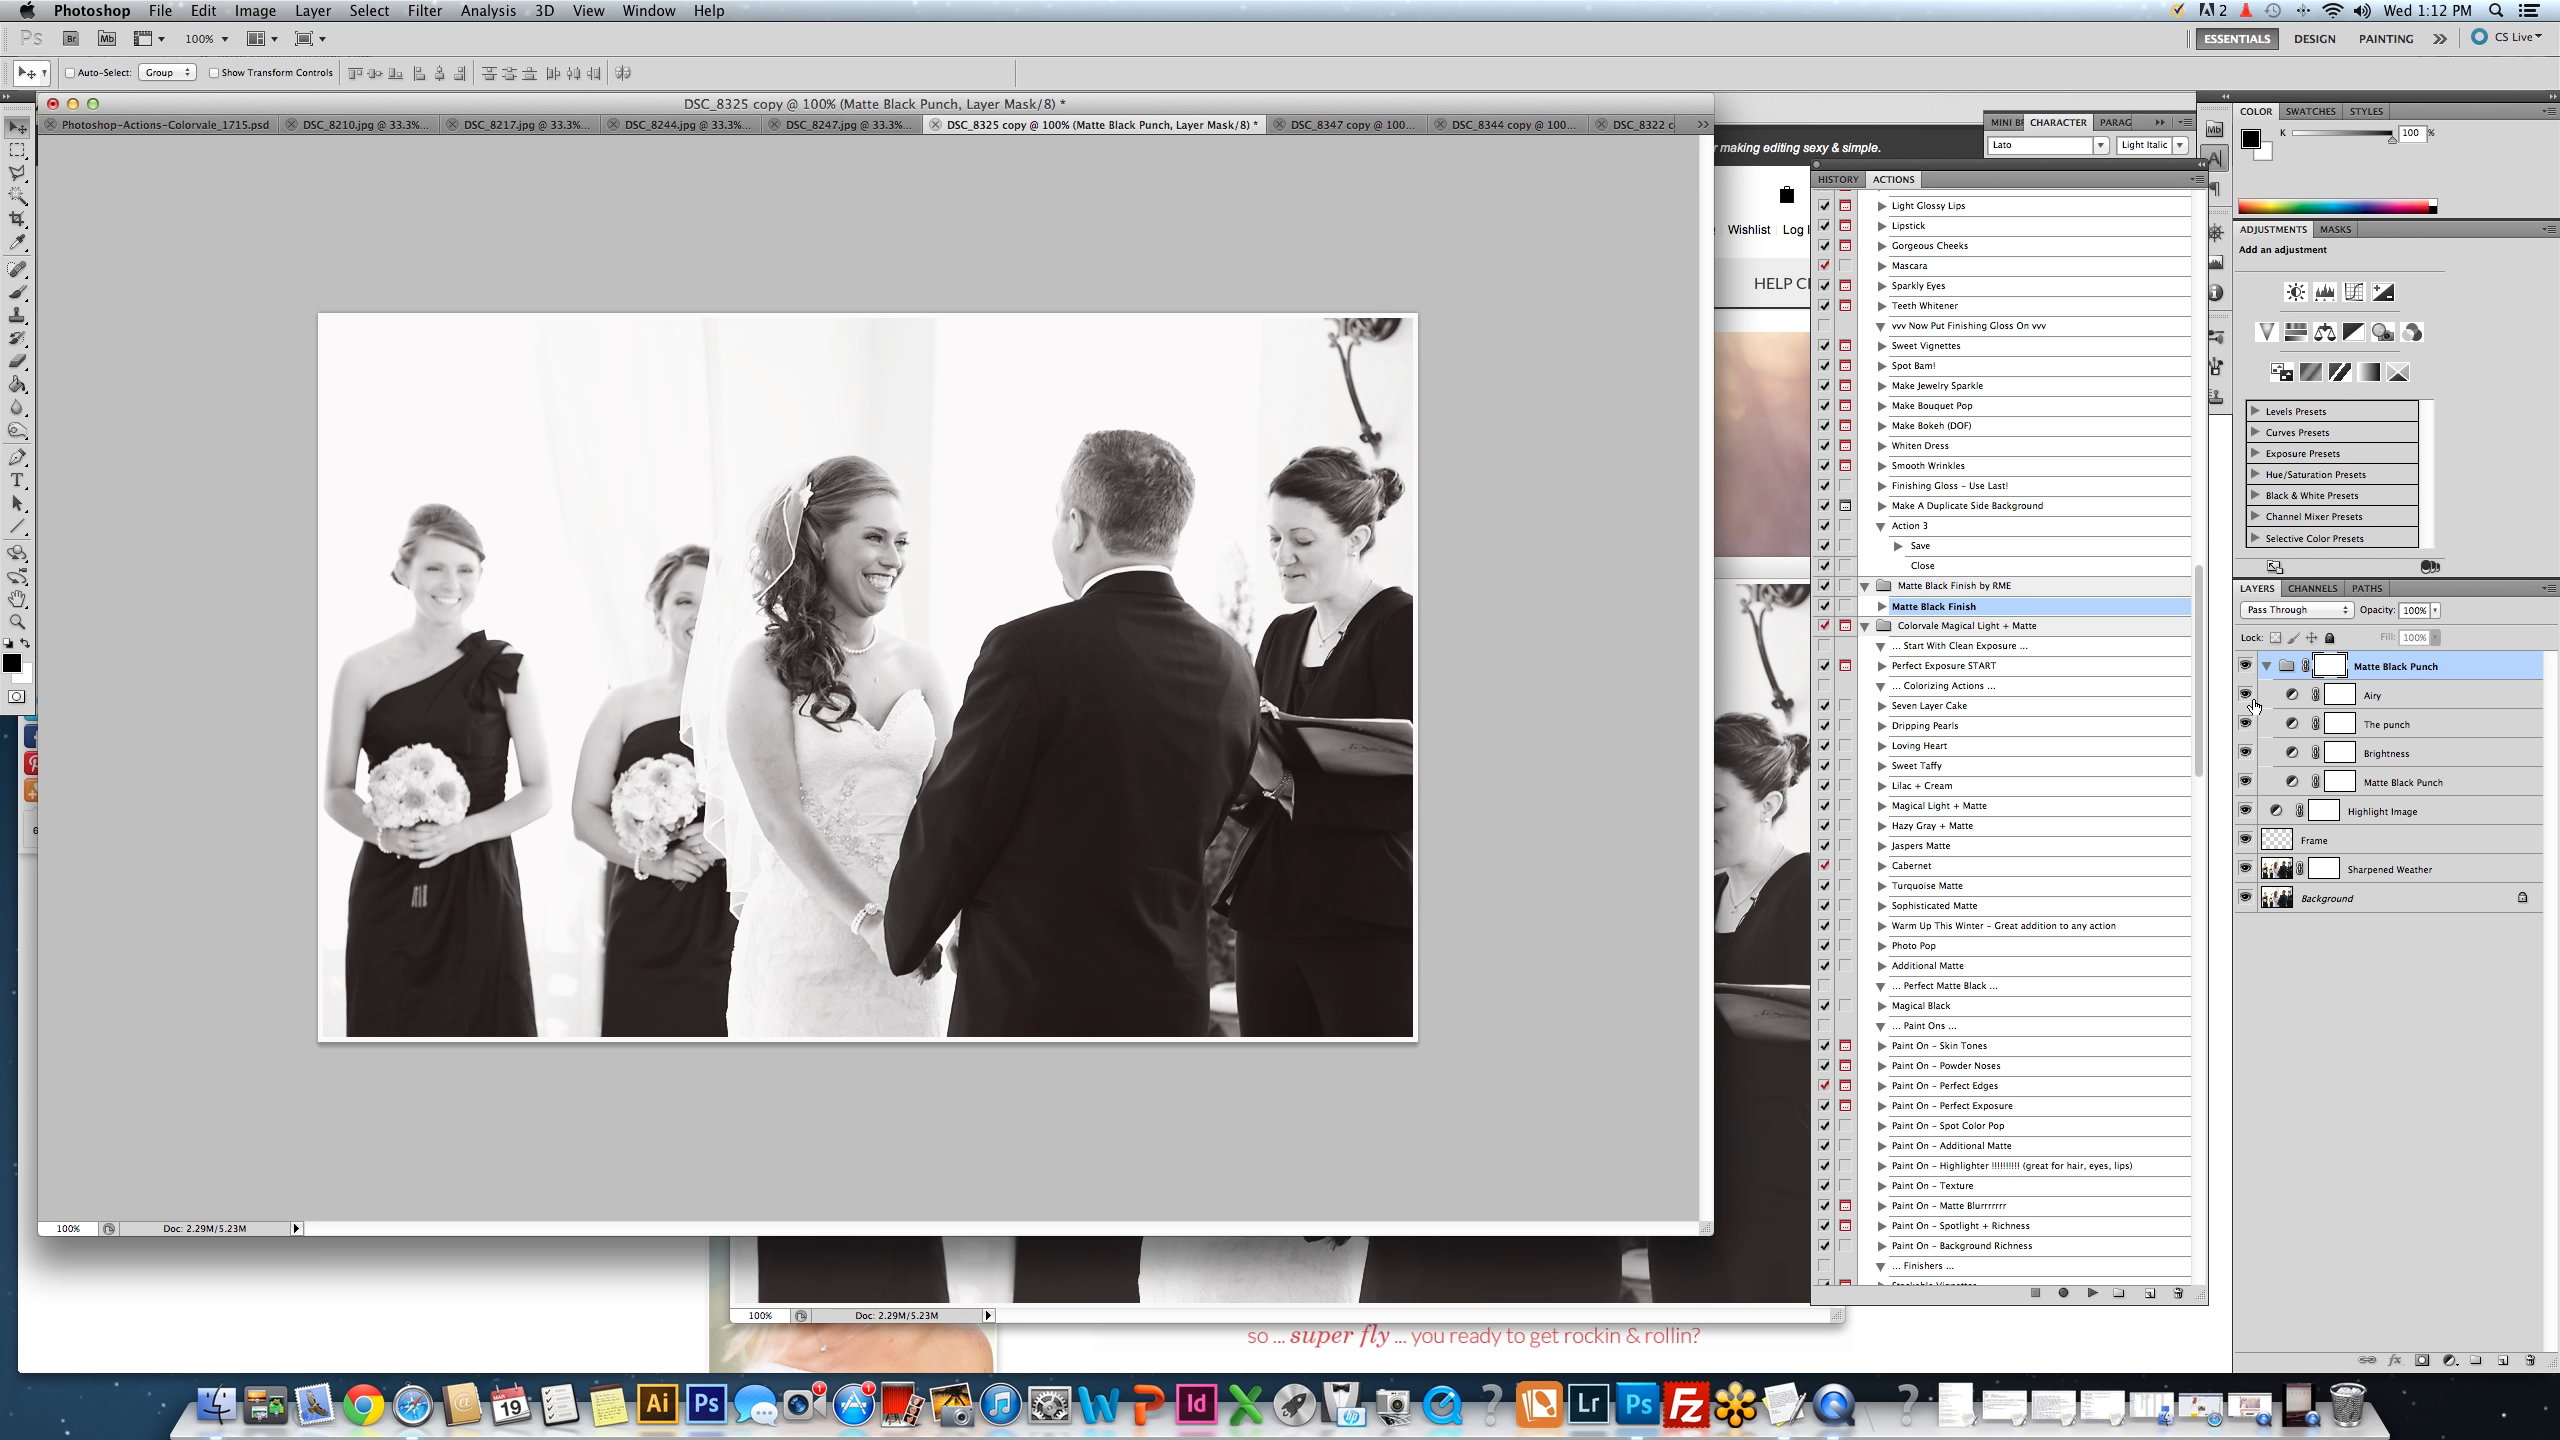 Photoshop File Edit Image Layer Select Filter Analysis 3D View Window Help
2 Wed 1:12 PM
Ps Br Mb 100% ESSENTIALS DESIGN PAINTING CS Live
Auto-Select: Group Show Transform Controls
DSC_8325 copy @ 100% (Matte Black Punch, Layer Mask/8) *
Photoshop-Actions-Colorvale_1715.psd DSC_8210.jpg @ 33.3%... DSC_8217.jpg @ 33.3%... DSC_8244.jpg @ 33.3%... DSC_8247.jpg @ 33.3%... DSC_8325 copy @ 100% (Matte Black Punch, Layer Mask/8) * DSC_8347 copy @ 100... DSC_8344 copy @ 100... DSC_8322 c
making editing sexy & simple.
Wishlist Log I
HELP C
MINI B CHARACTER PARAG
Lato Light Italic
HISTORY ACTIONS
Light Glossy Lips
Lipstick
Gorgeous Cheeks
Mascara
Sparkly Eyes
Teeth Whitener
vvv Now Put Finishing Gloss On vvv
Sweet Vignettes
Spot Bam!
Make Jewelry Sparkle
Make Bouquet Pop
Make Bokeh (DOF)
Whiten Dress
Smooth Wrinkles
Finishing Gloss - Use Last!
Make A Duplicate Side Background
Action 3
Save
Close
Matte Black Finish by RME
Matte Black Finish
Colorvale Magical Light + Matte
... Start With Clean Exposure ...
Perfect Exposure START
... Colorizing Actions ...
Seven Layer Cake
Dripping Pearls
Loving Heart
Sweet Taffy
Lilac + Cream
Magical Light + Matte
Hazy Gray + Matte
Jaspers Matte
Cabernet
Turquoise Matte
Sophisticated Matte
Warm Up This Winter - Great addition to any action
Photo Pop
Additional Matte
... Perfect Matte Black ...
Magical Black
... Paint Ons ...
Paint On - Skin Tones
Paint On - Powder Noses
Paint On - Perfect Edges
Paint On - Perfect Exposure
Paint On - Spot Color Pop
Paint On - Additional Matte
Paint On - Highlighter !!!!!!!!!! (great for hair, eyes, lips)
Paint On - Texture
Paint On - Matte Blurrrrrrr
Paint On - Spotlight + Richness
Paint On - Background Richness
... Finishers ...
COLOR SWATCHES STYLES
K 100 %
ADJUSTMENTS MASKS
Add an adjustment
Levels Presets
Curves Presets
Exposure Presets
Hue/Saturation Presets
Black & White Presets
Channel Mixer Presets
Selective Color Presets
LAYERS CHANNELS PATHS
Pass Through Opacity: 100%
Lock: Fill: 100%
Matte Black Punch
Airy
The punch
Brightness
Matte Black Punch
Highlight Image
Frame
Sharpened Weather
Background
100% Doc: 2.29M/5.23M
100% Doc: 2.29M/5.23M
so ... super fly ... you ready to get rockin & rollin?
MAR 19 Ai Ps 1 1 Id hp ? Lr Ps Fz ?